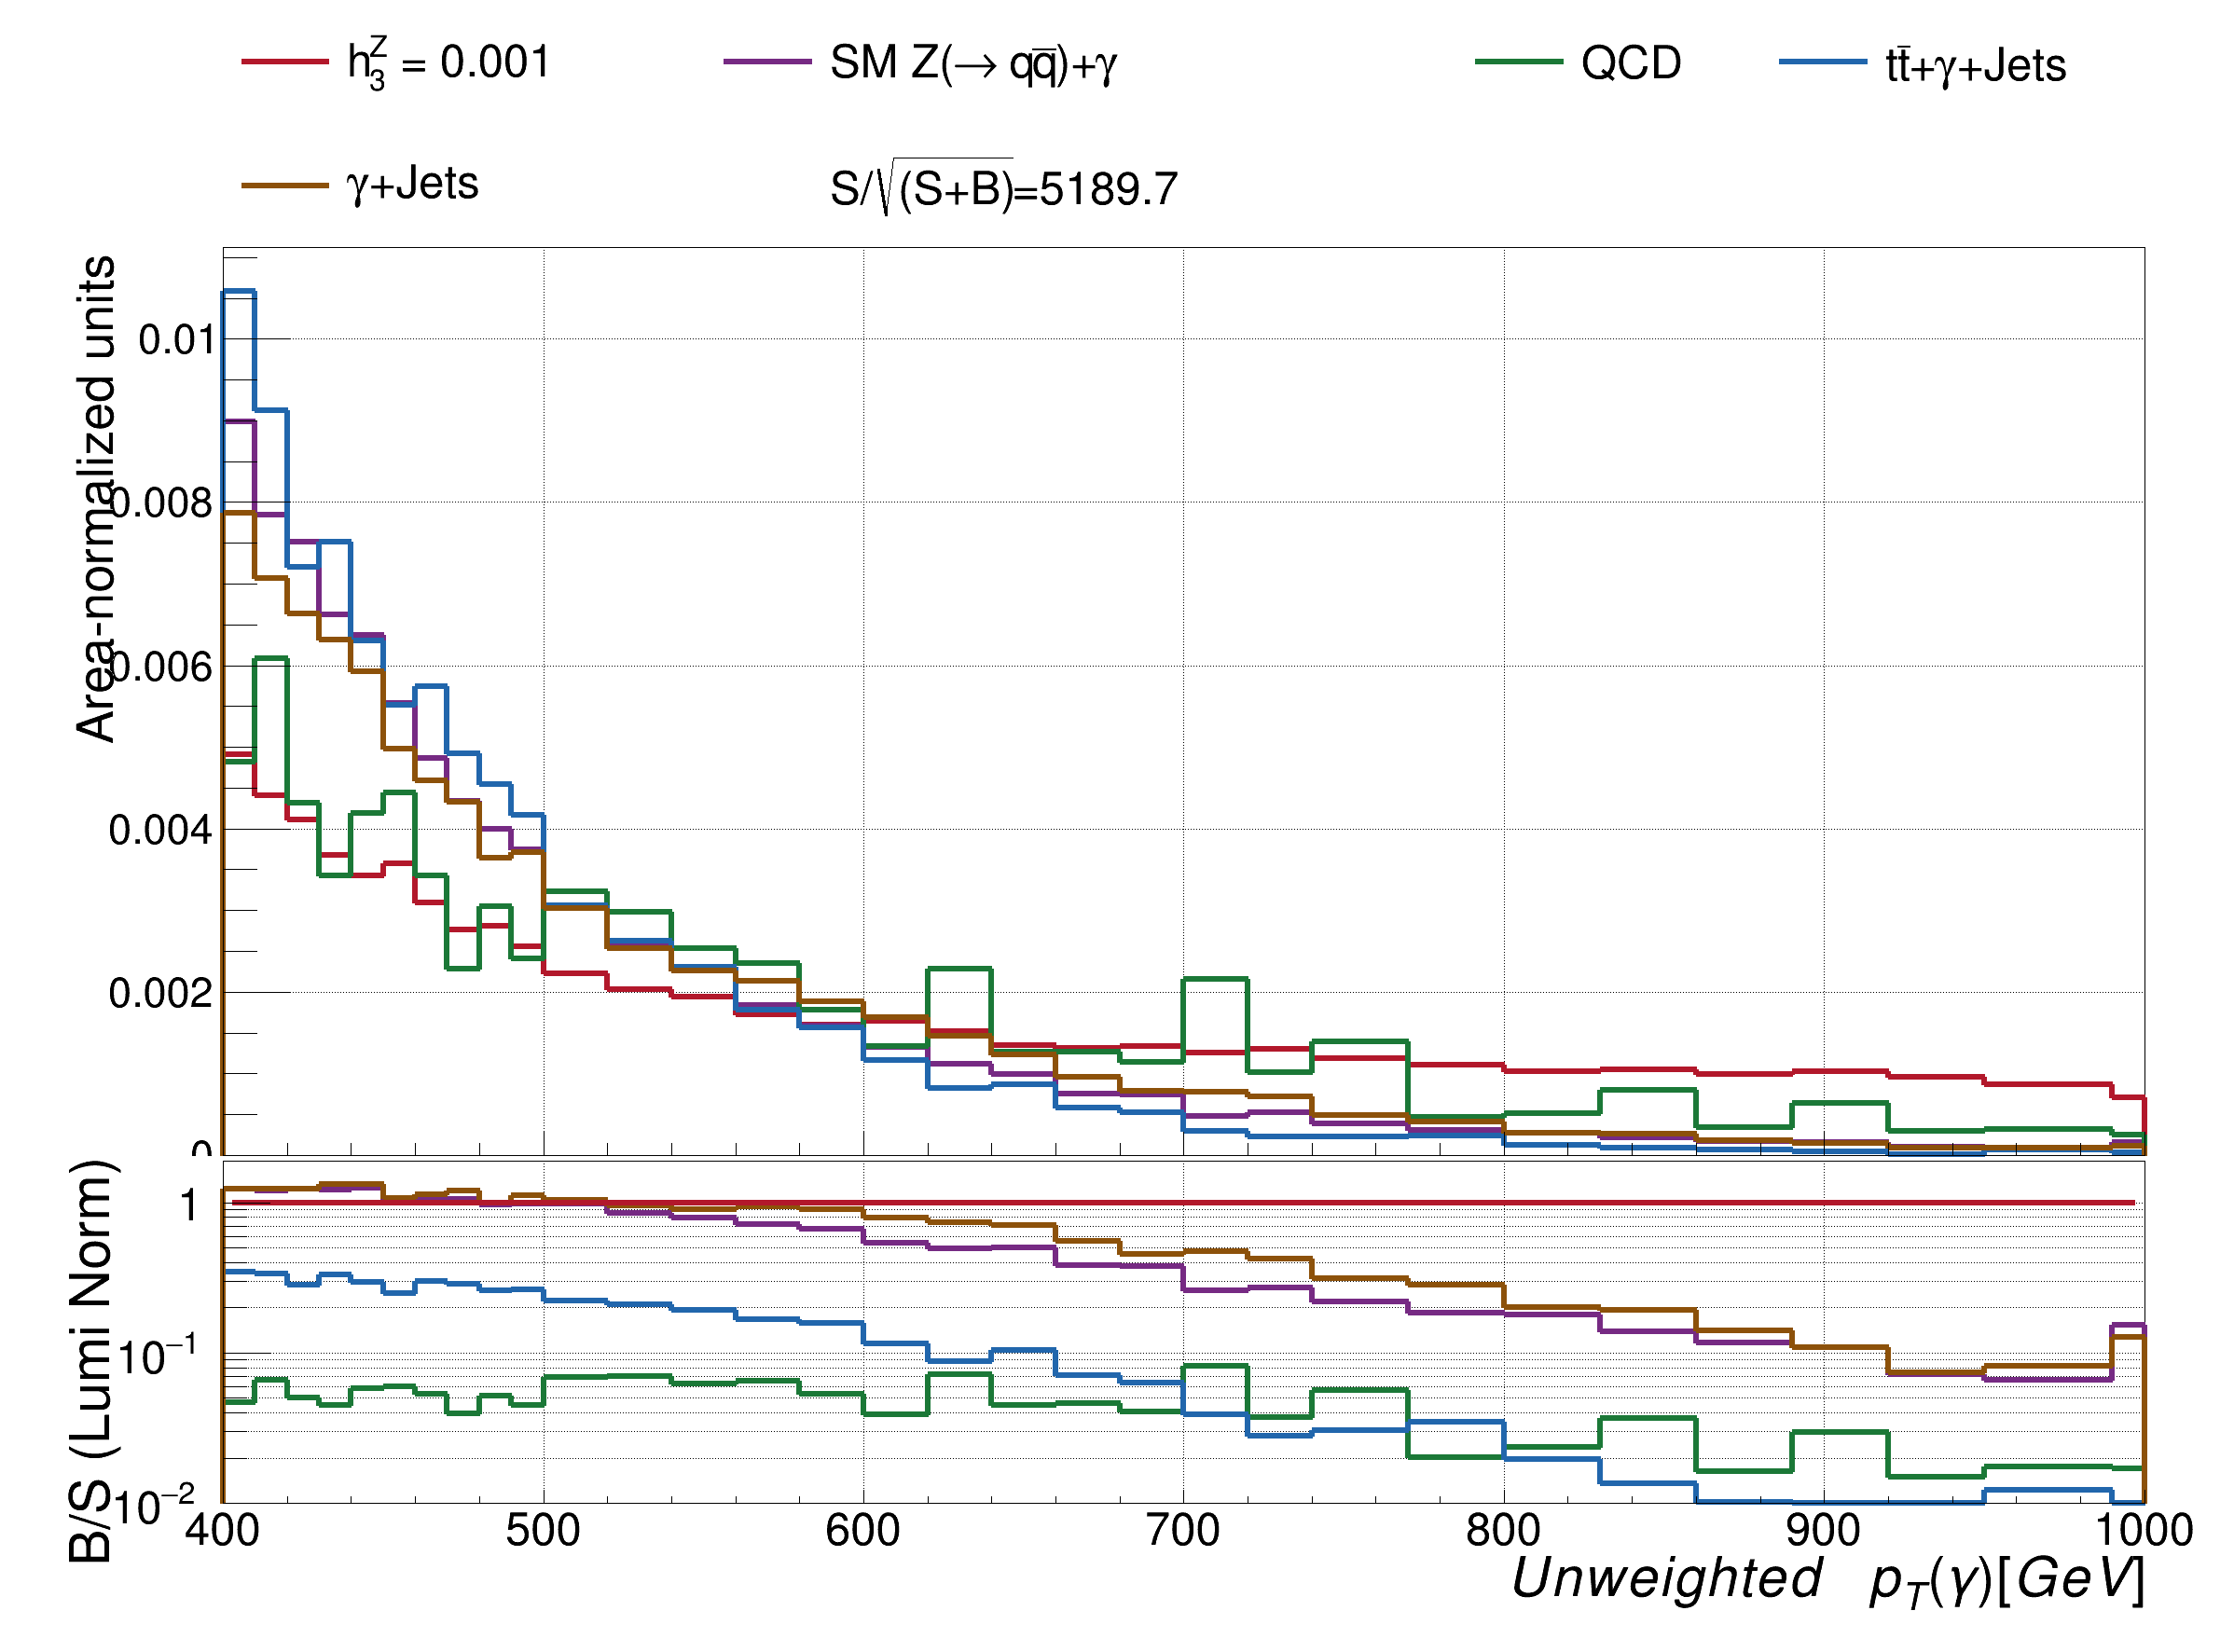 h₃ᶻ = 0.001
SM Z(→ qq̅)+γ
QCD
tt̄+γ+Jets
γ+Jets
S/√(S+B)=5189.7
Area-normalized units
0.01
0.008
0.006
0.004
0.002
0
B/S (Lumi Norm)
1
10⁻¹
10⁻²
400 500 600 700 800 900 1000
Unweighted p_T(γ)[GeV]